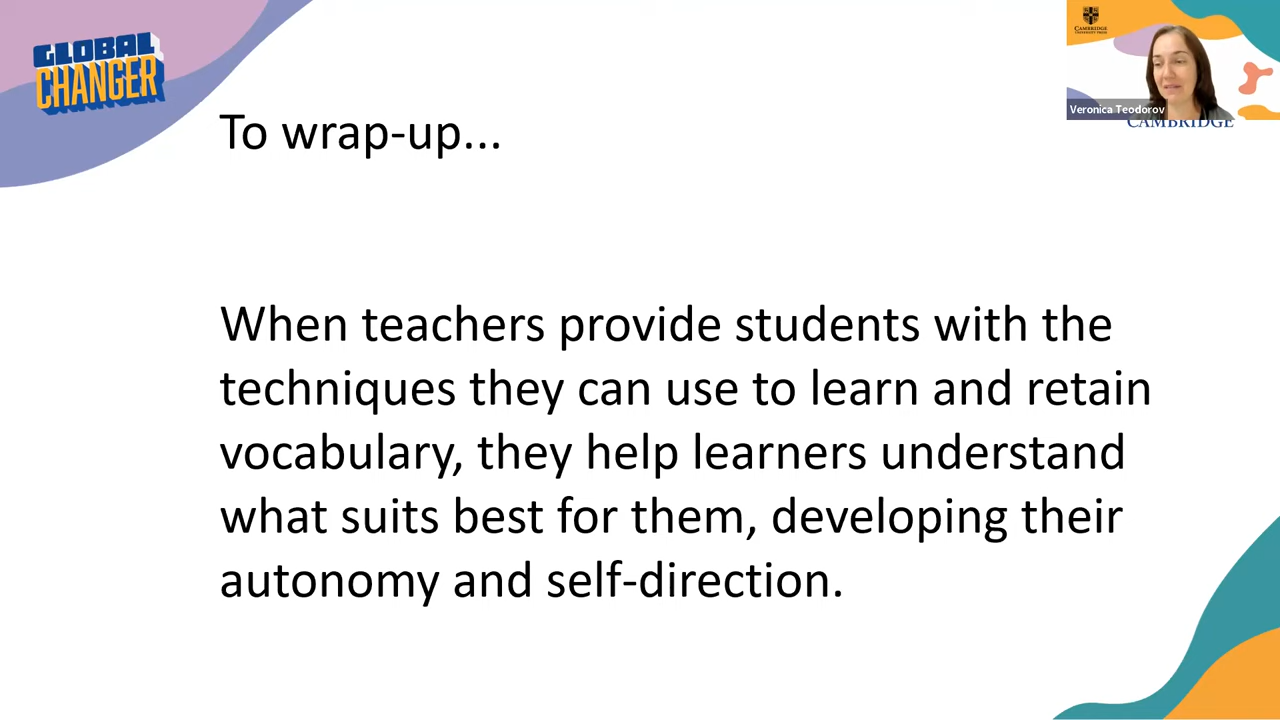 GLOBAL
CHANGER
CAMBRIDGE
Veronica Teodorov
CAMBRIDGE
To wrap-up...
When teachers provide students with the
techniques they can use to learn and retain
vocabulary, they help learners understand
what suits best for them, developing their
autonomy and self-direction.